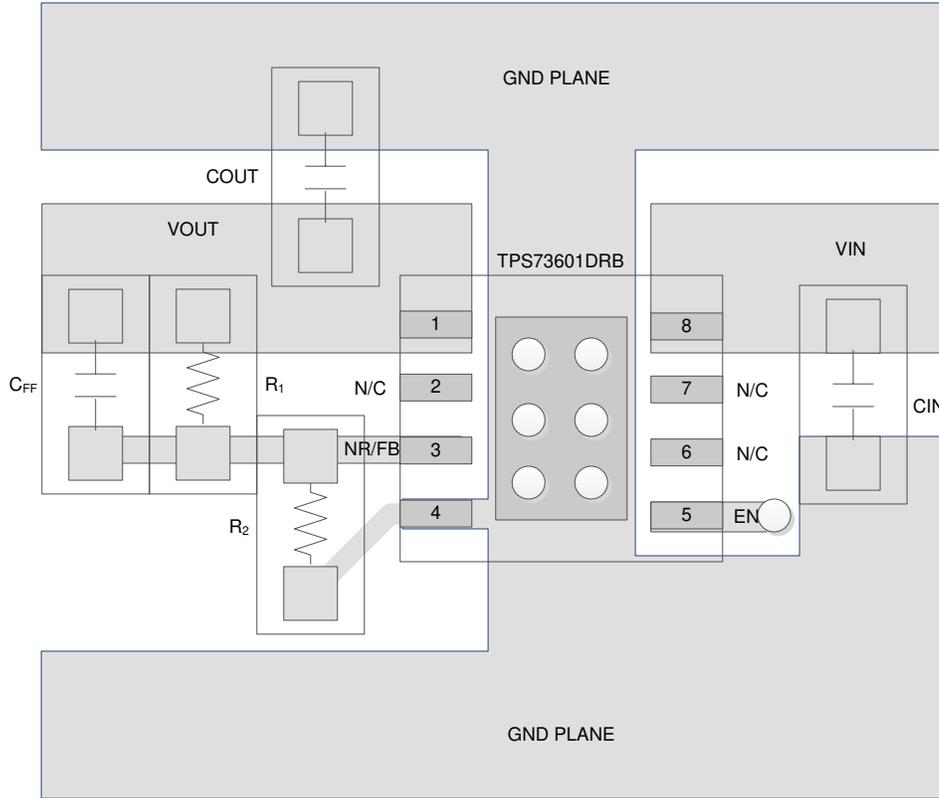 GND PLANE
COUT
VOUT
VIN
TPS73601DRB
1
8
CFF
R1
N/C
2
7
N/C
CIN
NR/FB
3
6
N/C
R2
4
5
EN
GND PLANE